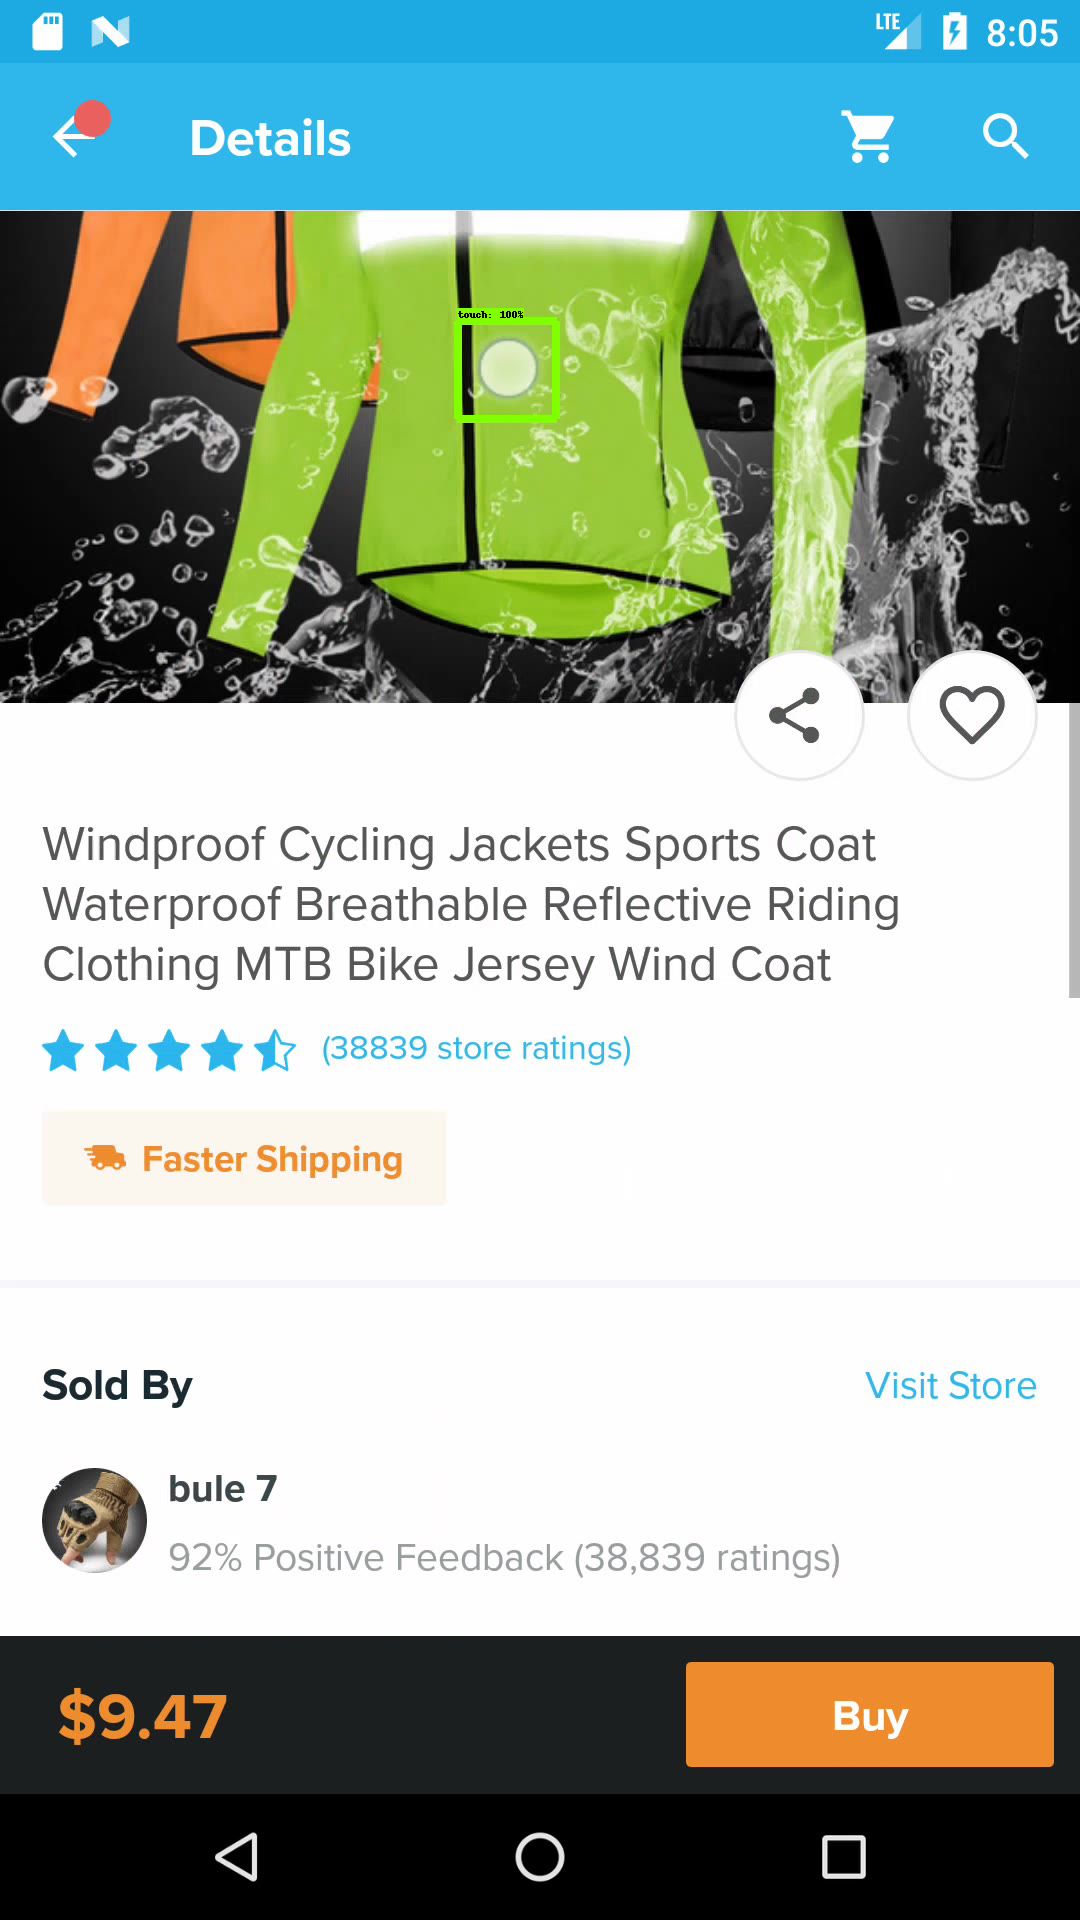 LTE 8:05
Details
touch: 100%
Windproof Cycling Jackets Sports Coat
Waterproof Breathable Reflective Riding
Clothing MTB Bike Jersey Wind Coat
(38839 store ratings)
Faster Shipping
Sold By Visit Store
bule 7
92% Positive Feedback (38,839 ratings)
$9.47 Buy